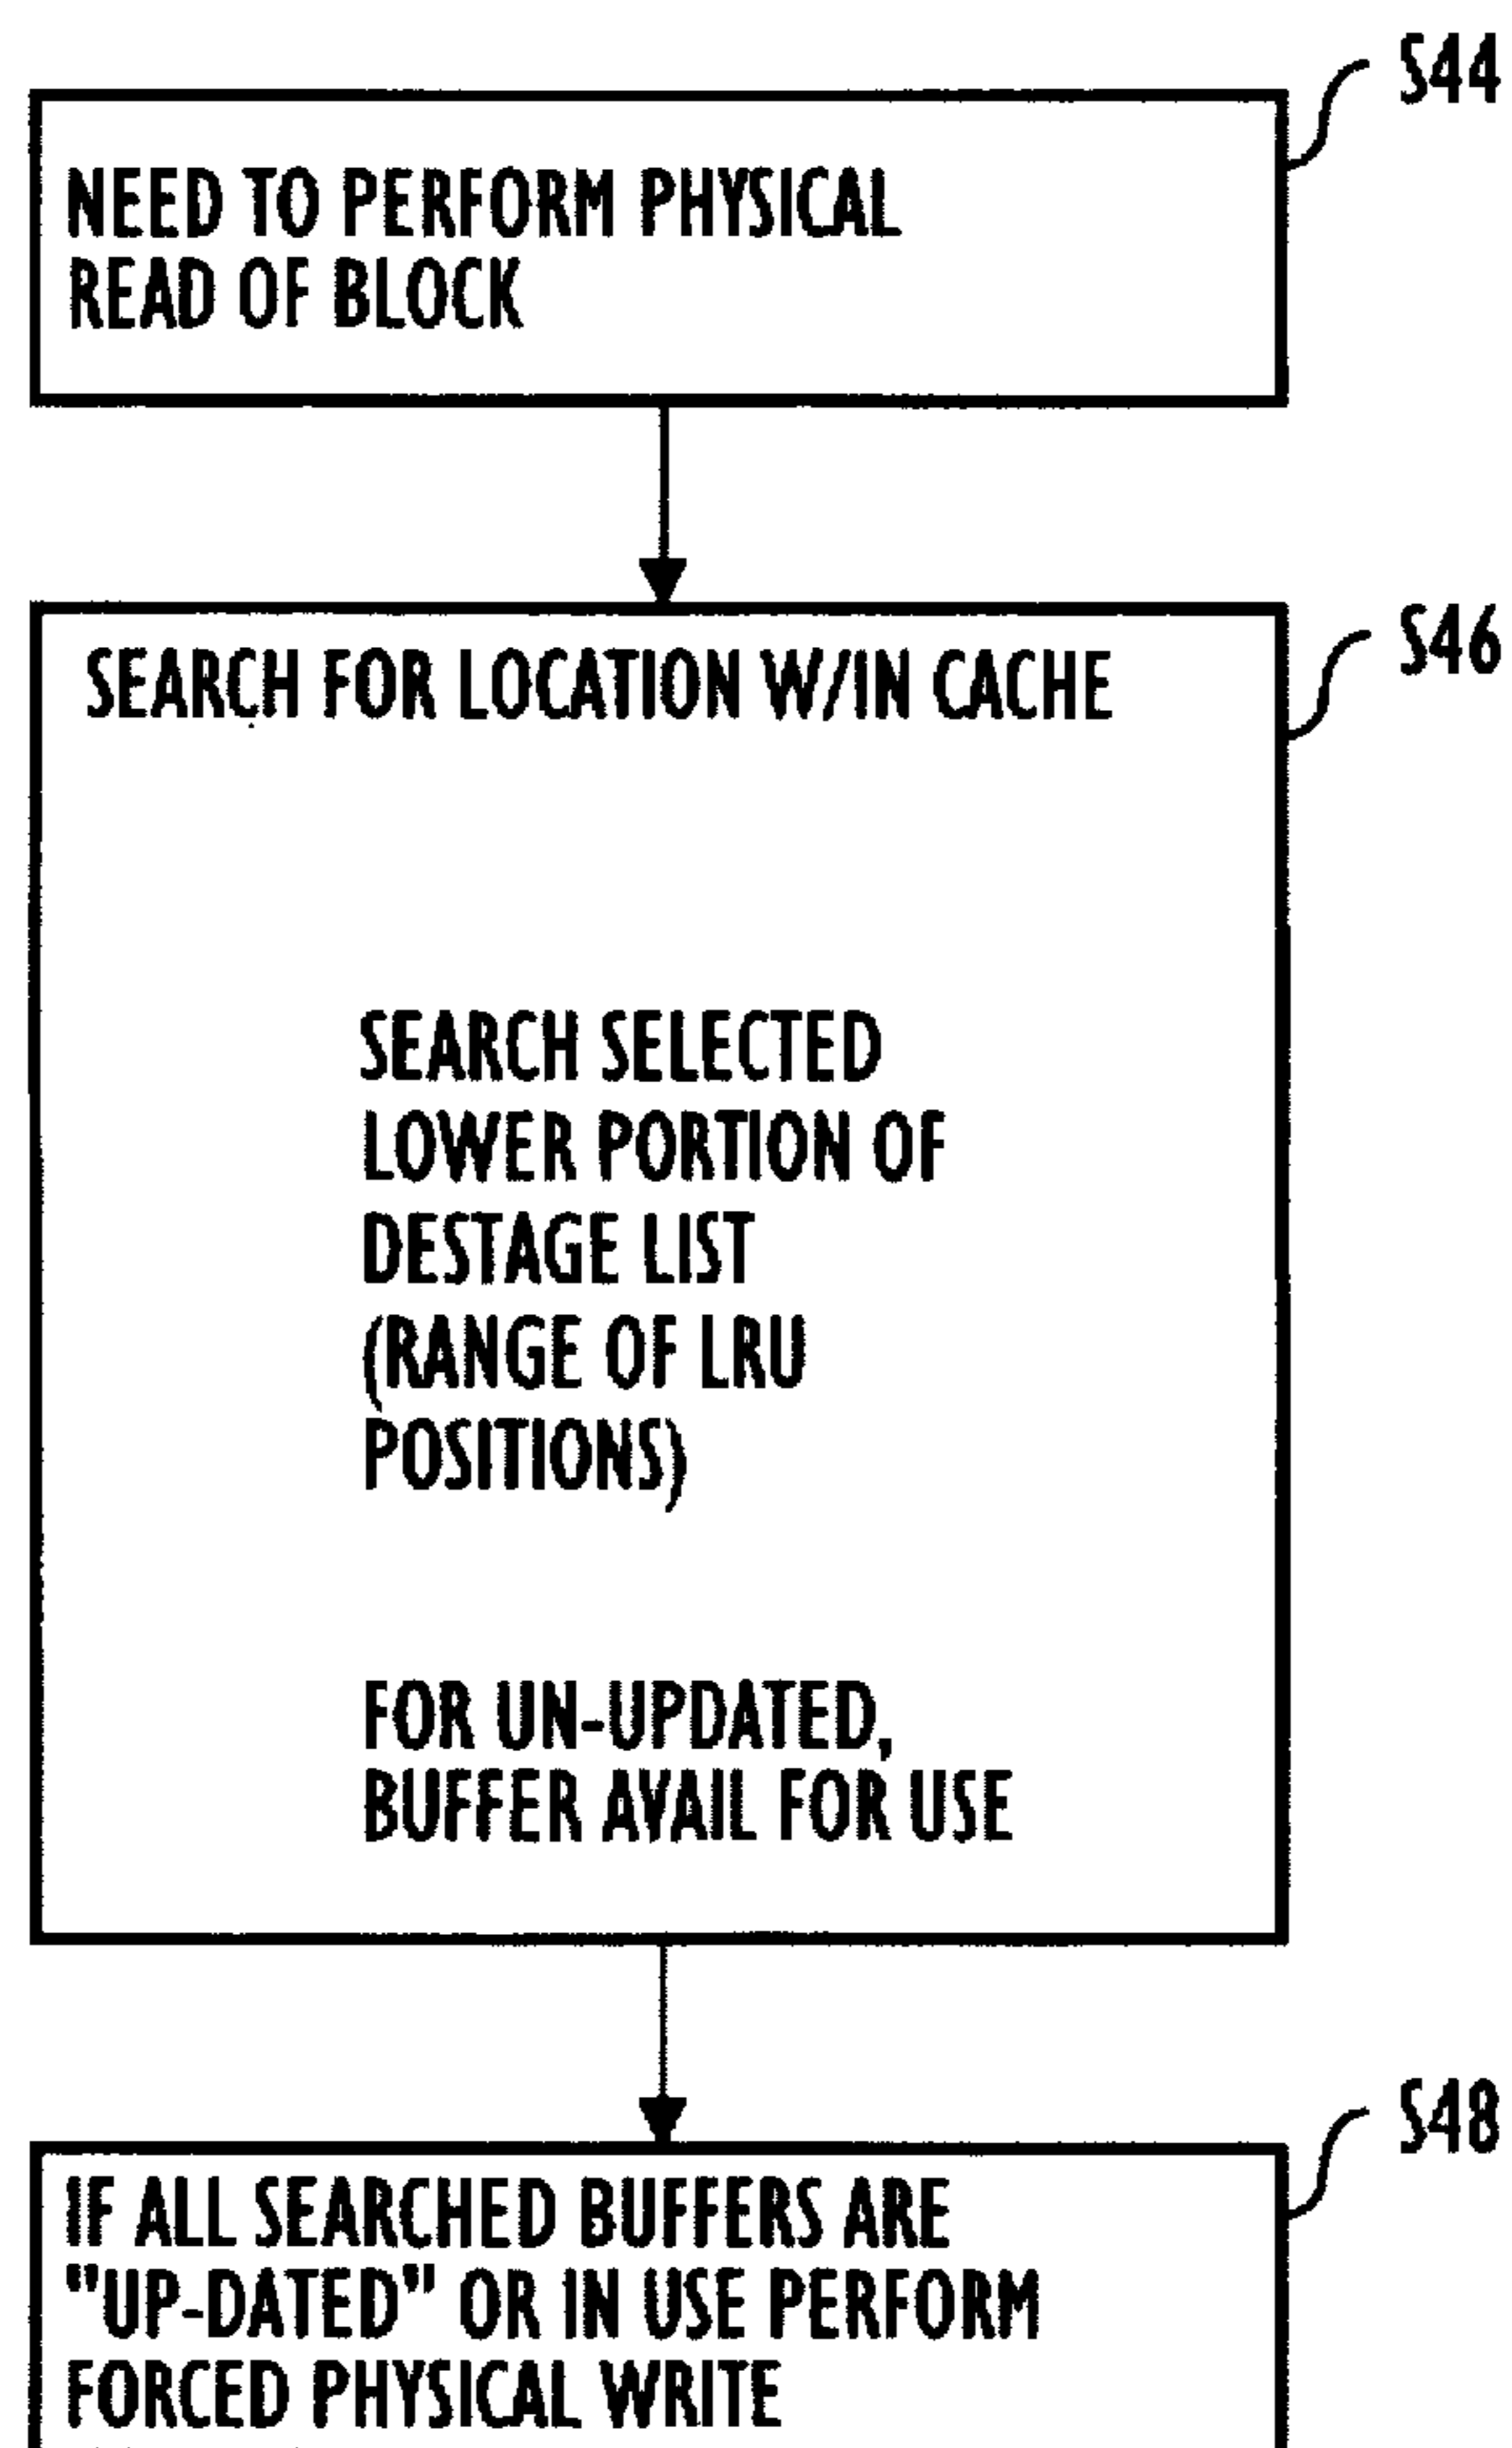 S44
NEED TO PERFORM PHYSICAL
READ OF BLOCK
S46
SEARCH FOR LOCATION W/IN CACHE
SEARCH SELECTED
LOWER PORTION OF
DESTAGE LIST
(RANGE OF LRU
POSITIONS)
FOR UN-UPDATED,
BUFFER AVAIL FOR USE
S48
IF ALL SEARCHED BUFFERS ARE
"UP-DATED" OR IN USE PERFORM
FORCED PHYSICAL WRITE